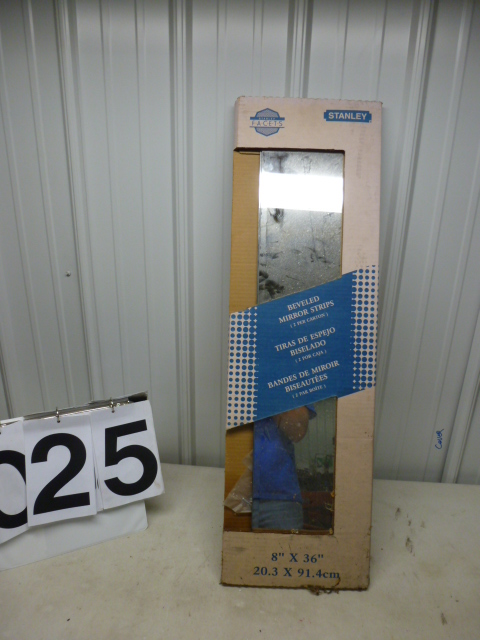 FACETS
STANLEY
BEVELED
MIRROR STRIPS
TIRAS DE ESPEJO
BISELADO
BANDES DE MIROIR
BISEAUTÉES
8" X 36"
20.3 X 91.4cm
025